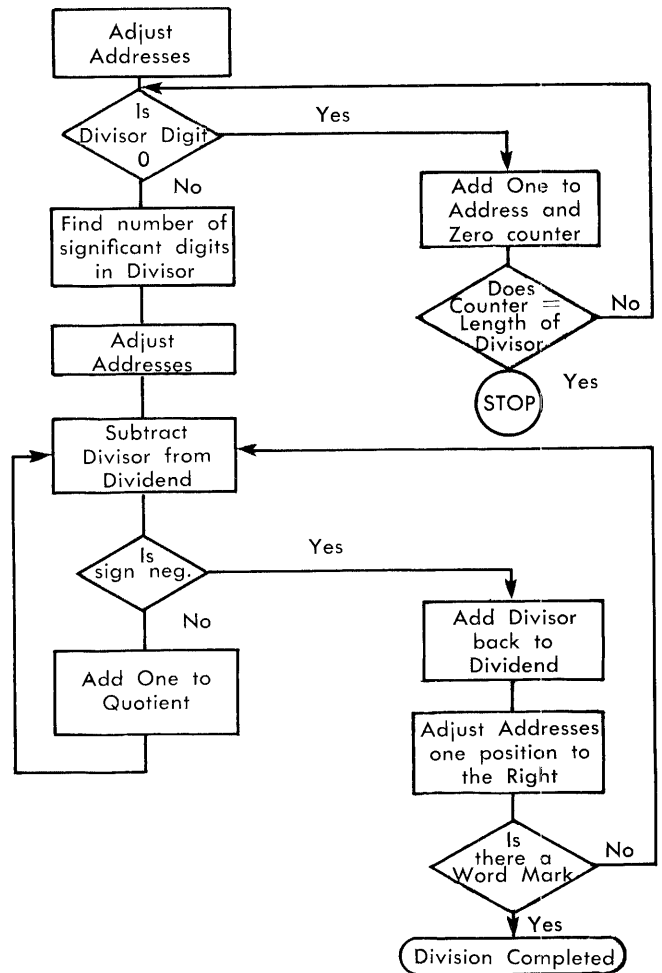 Adjust
Addresses
Is
Divisor Digit
0
Yes
No
Add One to
Address and
Zero counter
Find number of
significant digits
in Divisor
Does
Counter =
Length of
Divisor
No
Yes
STOP
Adjust
Addresses
Subtract
Divisor from
Dividend
Is
sign neg.
Yes
No
Add Divisor
back to
Dividend
Add One to
Quotient
Adjust Addresses
one position to
the Right
Is
there a
Word Mark
No
Yes
Division Completed